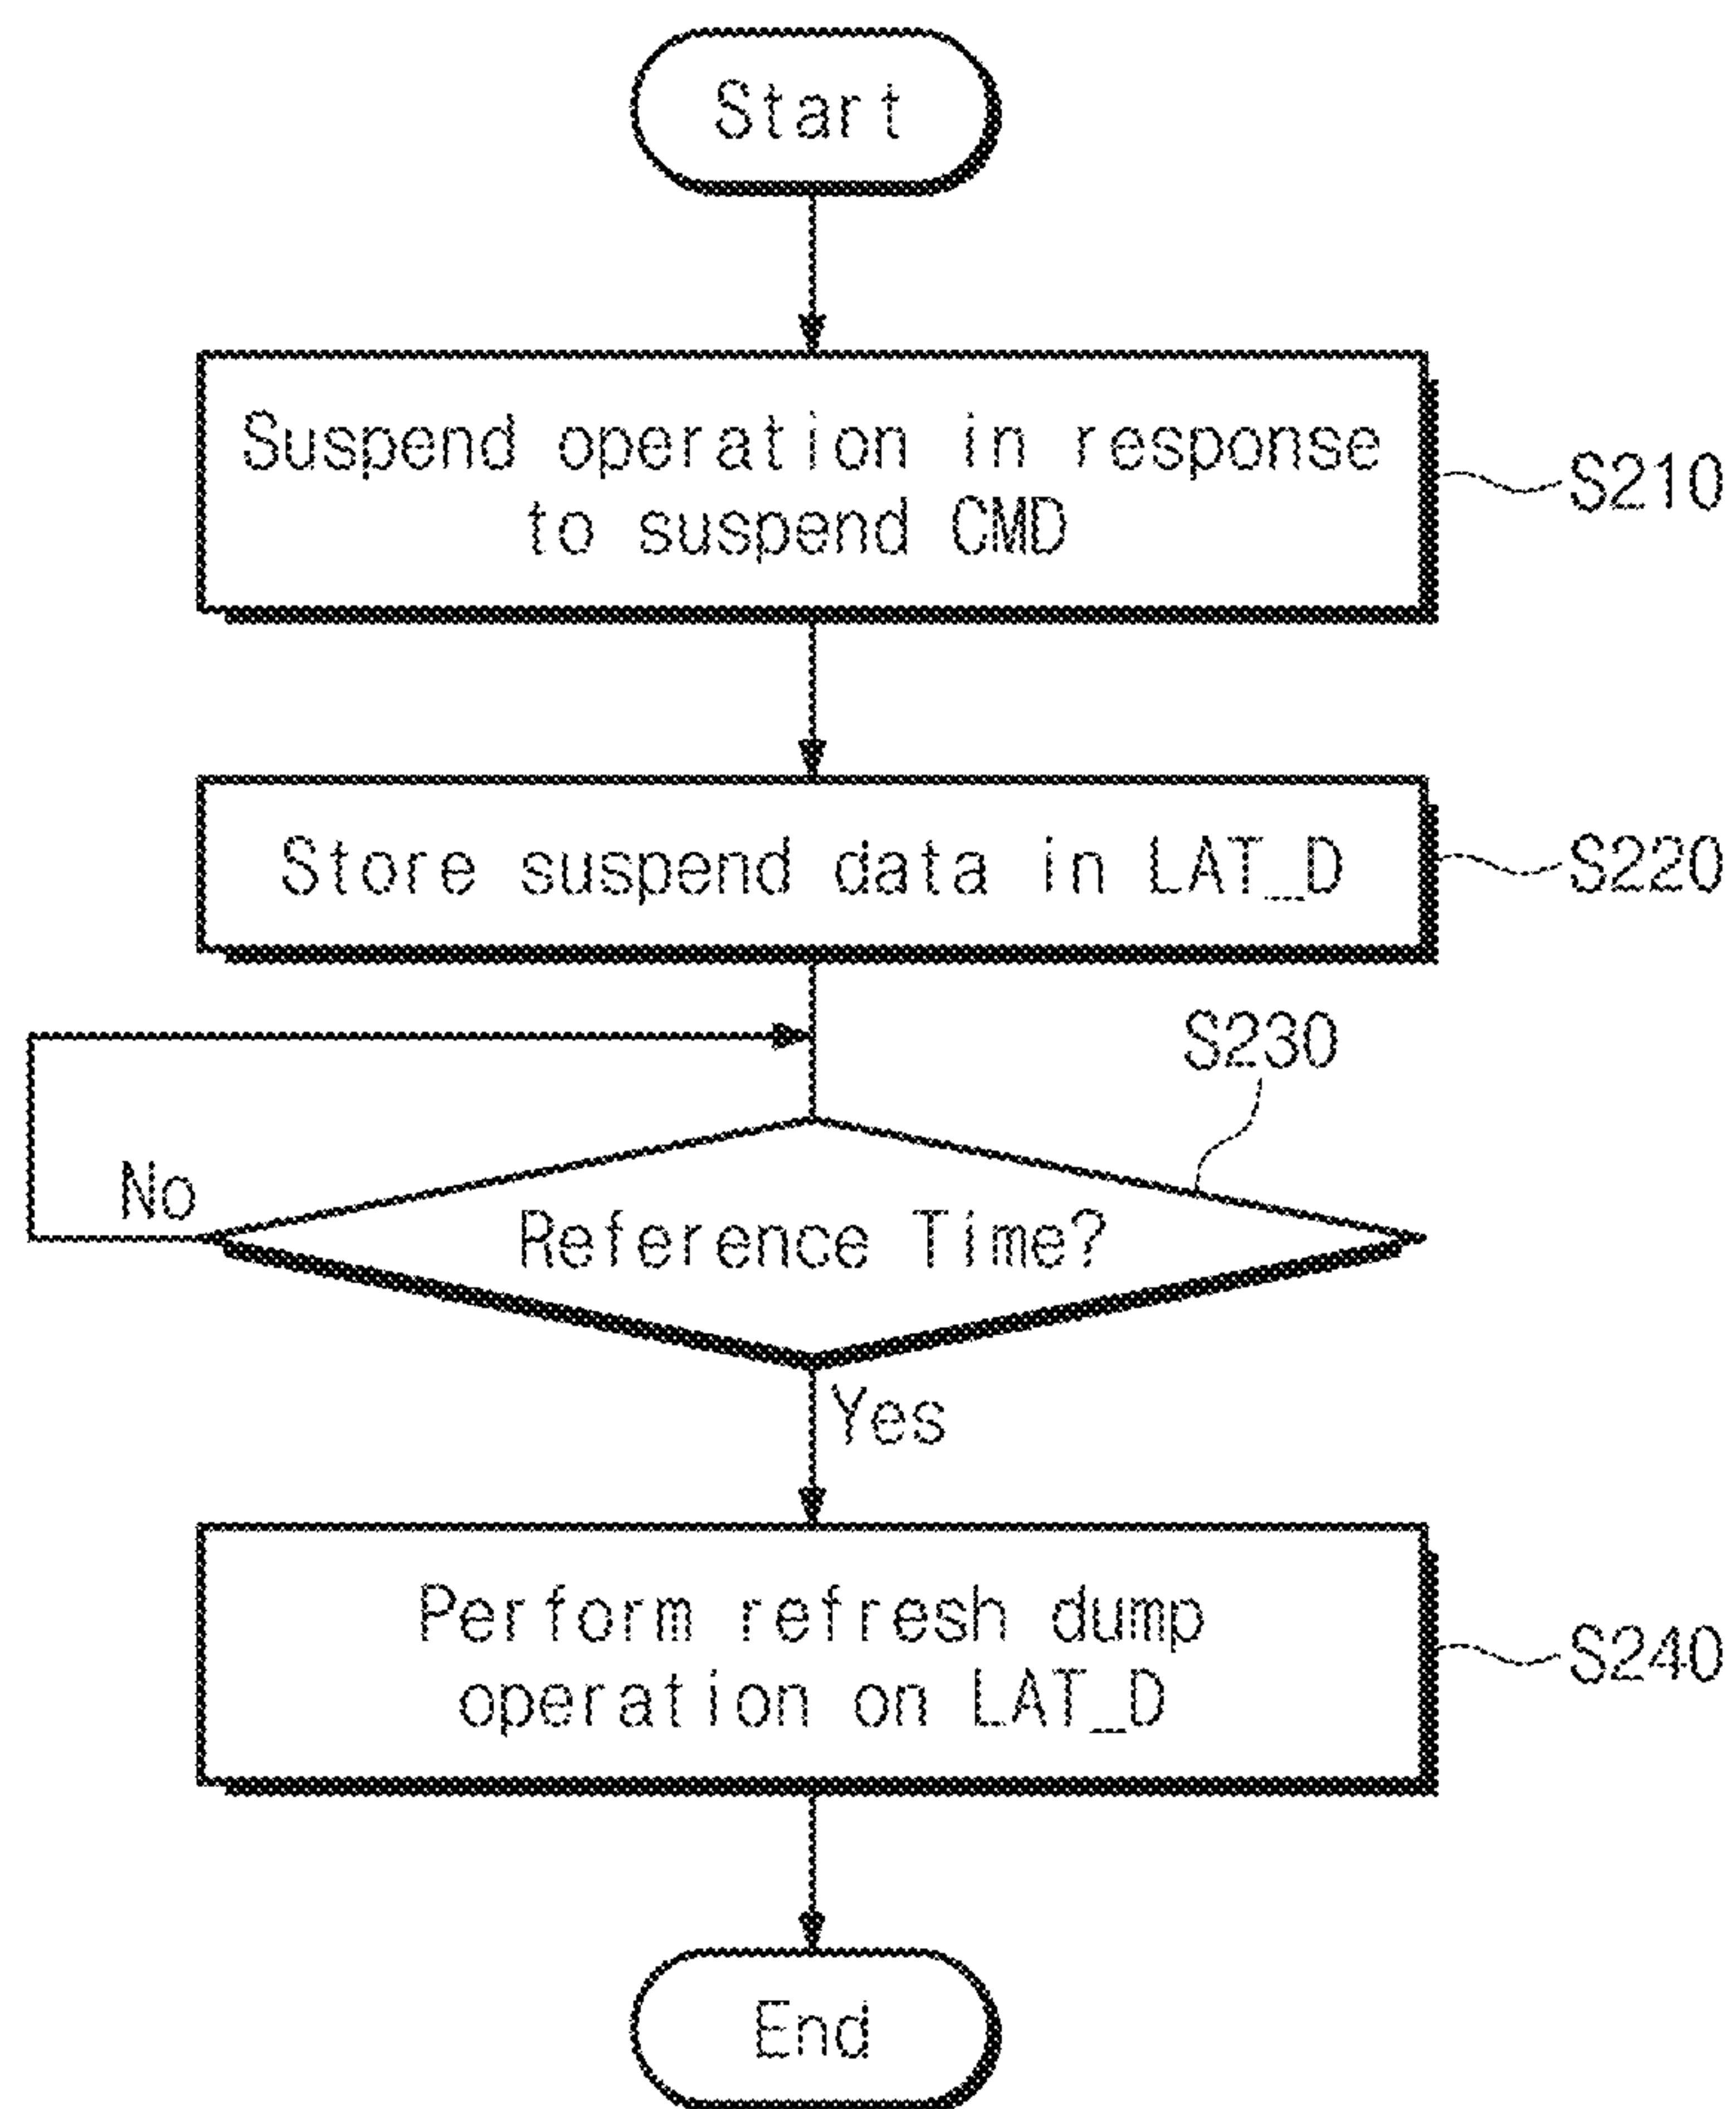 Start
Suspend operation in response
to suspend CMD
S210
Store suspend data in LAT_D
S220
S230
No
Reference Time?
Yes
Perform refresh dump
operation on LAT_D
S240
End